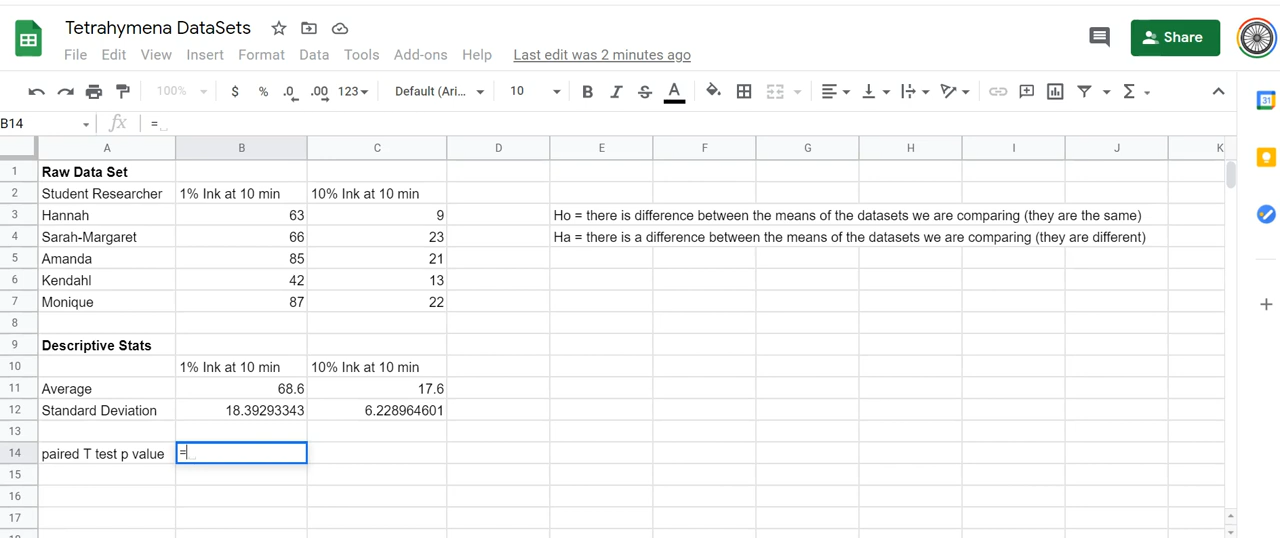 Tetrahymena DataSets
File Edit View Insert Format Data Tools Add-ons Help Last edit was 2 minutes ago
Share
100% $ % .0 .00 123 Default (Ari... 10 B I S A
31
B14 fx =
A B C D E F G H I J K
1 Raw Data Set
2 Student Researcher 1% Ink at 10 min 10% Ink at 10 min
3 Hannah 63 9 Ho = there is difference between the means of the datasets we are comparing (they are the same)
4 Sarah-Margaret 66 23 Ha = there is a difference between the means of the datasets we are comparing (they are different)
5 Amanda 85 21
6 Kendahl 42 13
7 Monique 87 22
8
9 Descriptive Stats
10 1% Ink at 10 min 10% Ink at 10 min
11 Average 68.6 17.6
12 Standard Deviation 18.39293343 6.228964601
13
14 paired T test p value =
15
16
17